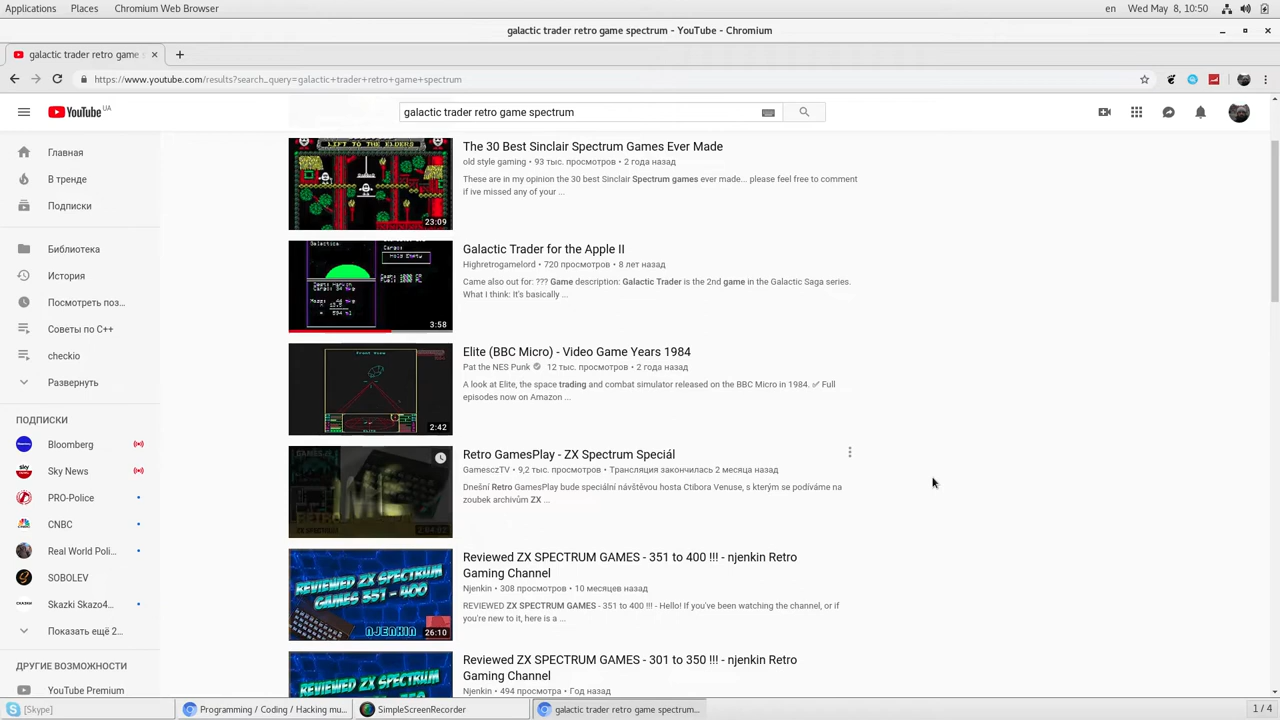 Applications Places Chromium Web Browser en Wed May 8, 10:50
galactic trader retro game spectrum - YouTube - Chromium
galactic trader retro game s
https://www.youtube.com/results?search_query=galactic+trader+retro+game+spectrum
YouTube UA galactic trader retro game spectrum
Главная
В тренде
Подписки
Библиотека
История
Посмотреть поз...
Советы по C++
checkio
Развернуть
ПОДПИСКИ
Bloomberg
Sky News
PRO-Police
CNBC
Real World Poli...
SOBOLEV
Skazki Skazo4...
Показать ещё 2...
ДРУГИЕ ВОЗМОЖНОСТИ
YouTube Premium
LIFT TO THE ELDERS
23:09
The 30 Best Sinclair Spectrum Games Ever Made
old style gaming • 93 тыс. просмотров • 2 года назад
These are in my opinion the 30 best Sinclair Spectrum games ever made... please feel free to comment
if ive missed any of your ...
3:58
Galactic Trader for the Apple II
Highretrogamelord • 720 просмотров • 8 лет назад
Came also out for: ??? Game description: Galactic Trader is the 2nd game in the Galactic Saga series.
What I think: It's basically ...
2:42
Elite (BBC Micro) - Video Game Years 1984
Pat the NES Punk 12 тыс. просмотров • 2 года назад
A look at Elite, the space trading and combat simulator released on the BBC Micro in 1984. ✅ Full
episodes now on Amazon ...
Retro GamesPlay - ZX Spectrum Speciál
GamesczTV • 9,2 тыс. просмотров • Трансляция закончилась 2 месяца назад
Dnešní Retro GamesPlay bude speciální návštěvou hosta Ctibora Venuse, s kterým se podíváme na
zoubek archivům ZX ...
REVIEWED ZX SPECTRUM
GAMES 351 - 400
NJENKIN
26:10
Reviewed ZX SPECTRUM GAMES - 351 to 400 !!! - njenkin Retro
Gaming Channel
Njenkin • 308 просмотров • 10 месяцев назад
REVIEWED ZX SPECTRUM GAMES - 351 to 400 !!! - Hello! If you've been watching the channel, or if
you're new to it, here is a ...
REVIEWED ZX SPECTRUM
Reviewed ZX SPECTRUM GAMES - 301 to 350 !!! - njenkin Retro
Gaming Channel
Njenkin • 494 просмотра • Год назад
[Skype] Programming / Coding / Hacking mu... SimpleScreenRecorder galactic trader retro game spectrum... 1 / 4